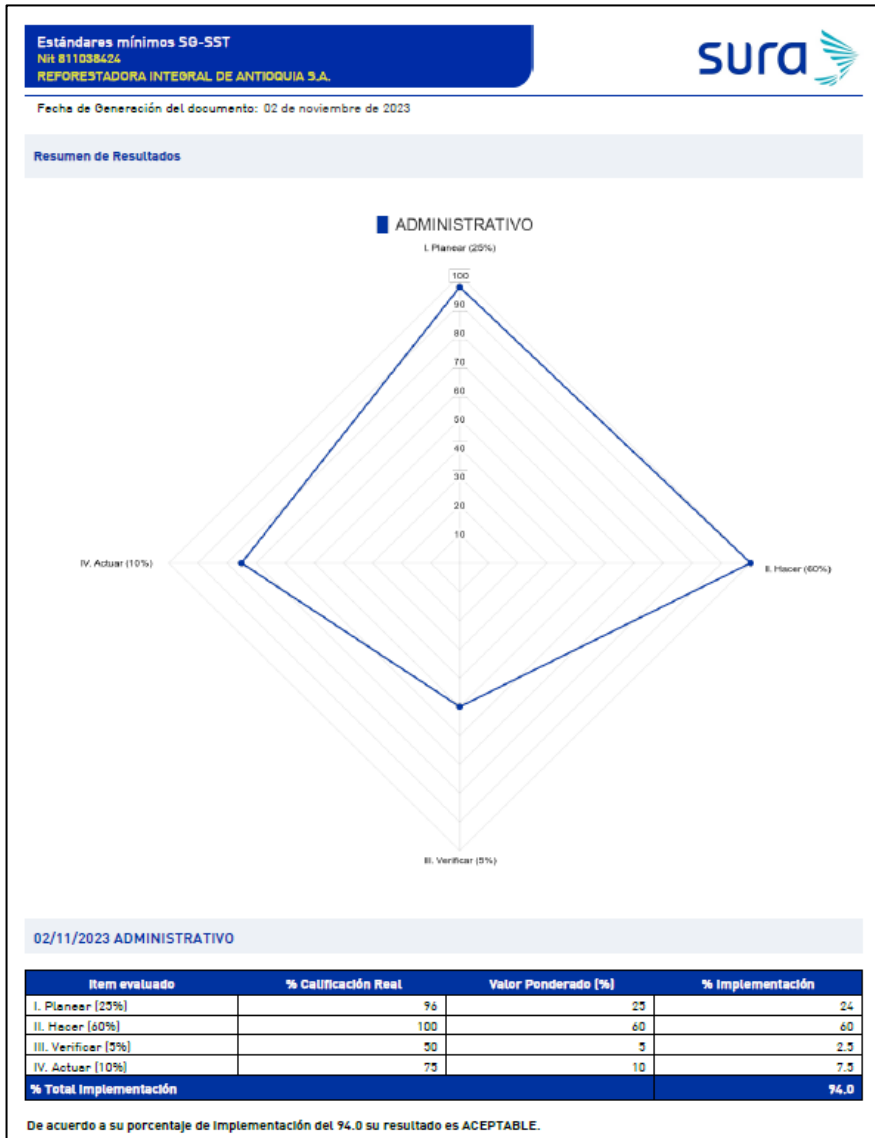 Estándares mínimos SG-SST
Nit 811038424
REFORESTADORA INTEGRAL DE ANTIOQUIA S.A.
sura
Fecha de Generación del documento: 02 de noviembre de 2023
Resumen de Resultados
ADMINISTRATIVO
I. Planear (25%)
100
90
80
70
60
50
40
30
20
10
IV. Actuar (10%)
II. Hacer (60%)
III. Verificar (5%)
02/11/2023 ADMINISTRATIVO
Item evaluado % Calificación Real Valor Ponderado (%) % Implementación
I. Planear (25%) 96 25 24
II. Hacer (60%) 100 60 60
III. Verificar (5%) 50 5 2.5
IV. Actuar (10%) 75 10 7.5
% Total Implementación 94.0
De acuerdo a su porcentaje de Implementación del 94.0 su resultado es ACEPTABLE.